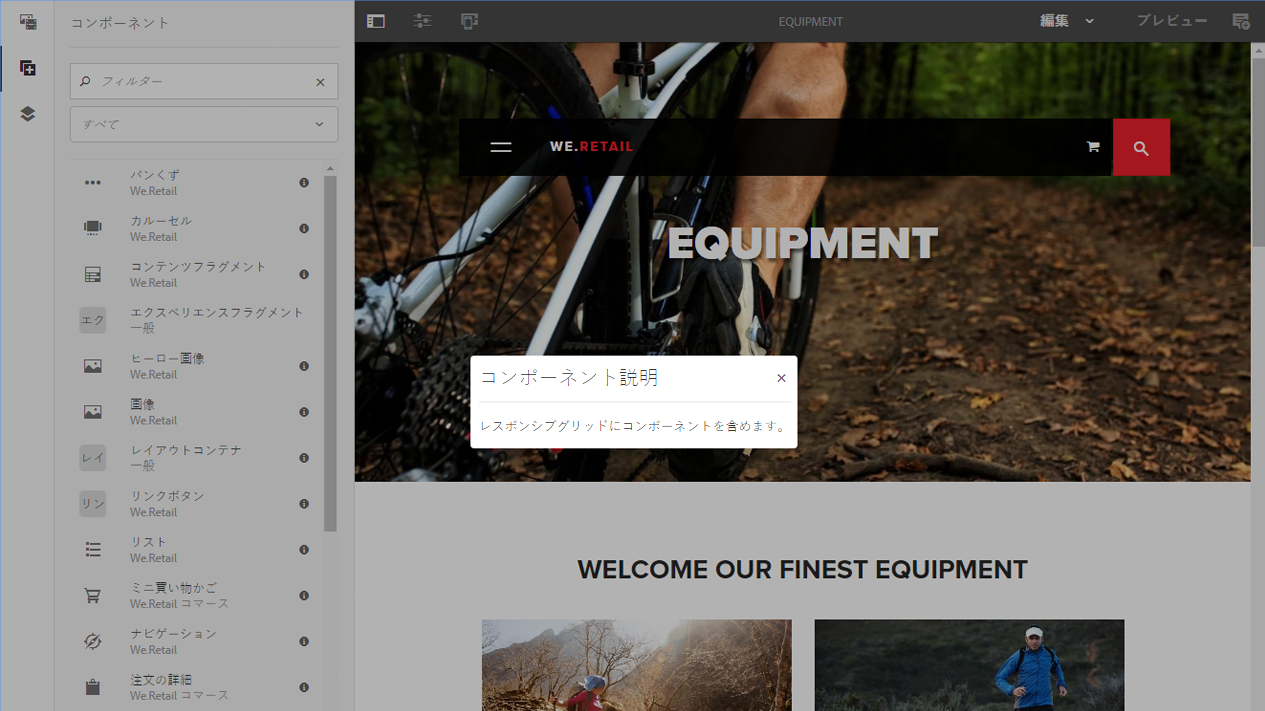 コンポーネント
フィルター
すべて
パンくず
We.Retail
カルーセル
We.Retail
コンテンツフラグメント
We.Retail
エク
エクスペリエンスフラグメント
一般
ヒーロー画像
We.Retail
画像
We.Retail
レイ
レイアウトコンテナ
一般
リン
リンクボタン
We.Retail
リスト
We.Retail
ミニ買い物かご
We.Retail コマース
ナビゲーション
We.Retail
注文の詳細
We.Retail コマース
EQUIPMENT
編集
プレビュー
WE.RETAIL
EQUIPMENT
コンポーネント説明
レスポンシブグリッドにコンポーネントを含めます。
WELCOME OUR FINEST EQUIPMENT